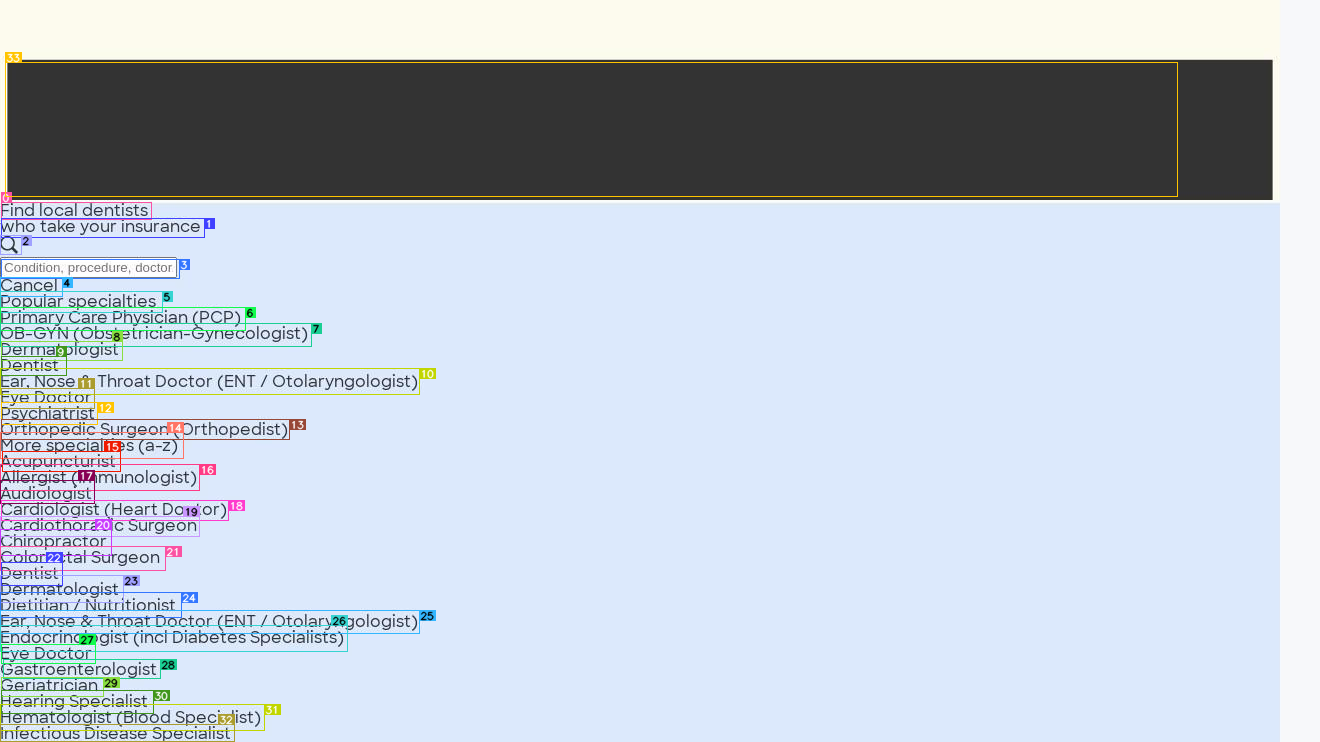 33
0
Find local dentists
who take your insurance 1
2
Condition, procedure, doctor 3
Cancel 4
Popular specialties 5
Primary Care Physician (PCP) 6
OB-GYN (Obstetrician-Gynecologist) 7
Dermatologist 8
Dentist 9
Ear, Nose & Throat Doctor (ENT / Otolaryngologist) 10
Eye Doctor 11
Psychiatrist 12
Orthopedic Surgeon (Orthopedist) 13
More specialties (a-z) 14
Acupuncturist 15
Allergist (Immunologist) 16
Audiologist 17
Cardiologist (Heart Doctor) 18
Cardiothoracic Surgeon 19
Chiropractor 20
Colorectal Surgeon 21
Dentist 22
Dermatologist 23
Dietitian / Nutritionist 24
Ear, Nose & Throat Doctor (ENT / Otolaryngologist) 25
Endocrinologist (incl Diabetes Specialists) 26
Eye Doctor 27
Gastroenterologist 28
Geriatrician 29
Hearing Specialist 30
Hematologist (Blood Specialist) 31
Infectious Disease Specialist 32